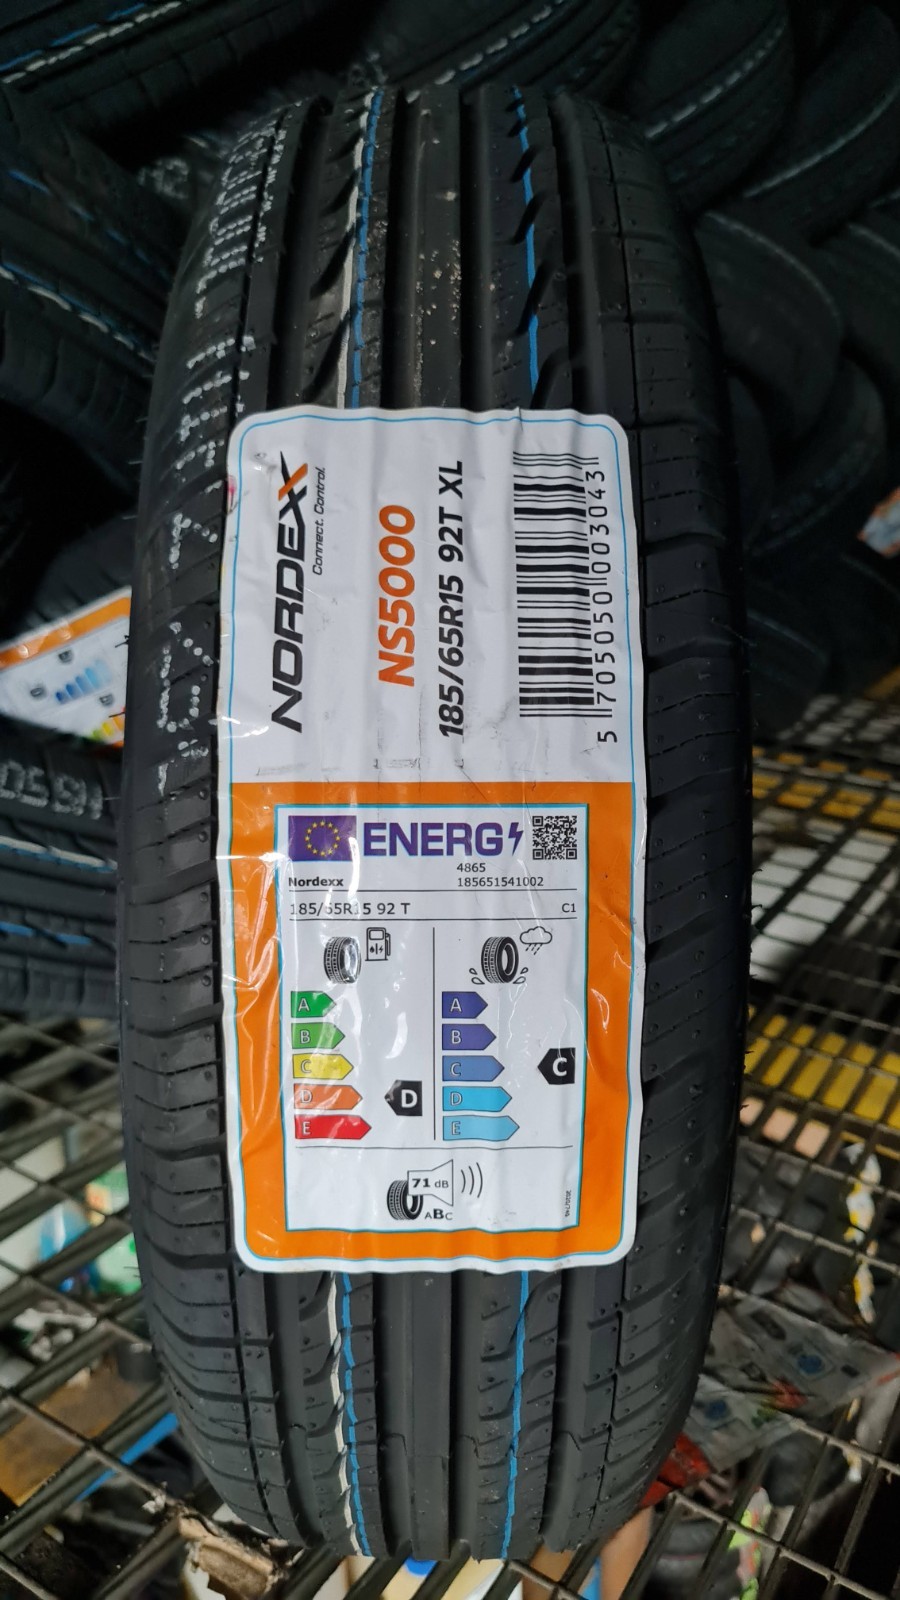 NORDEXX
Connect. Control.
NS5000
185/65R15 92T XL
5 705050 003043
ENERG
4865
Nordexx 185651541002
185/65R15 92 T C1
A
B
C
D
E
D
A
B
C
D
E
C
71 dB
ABC